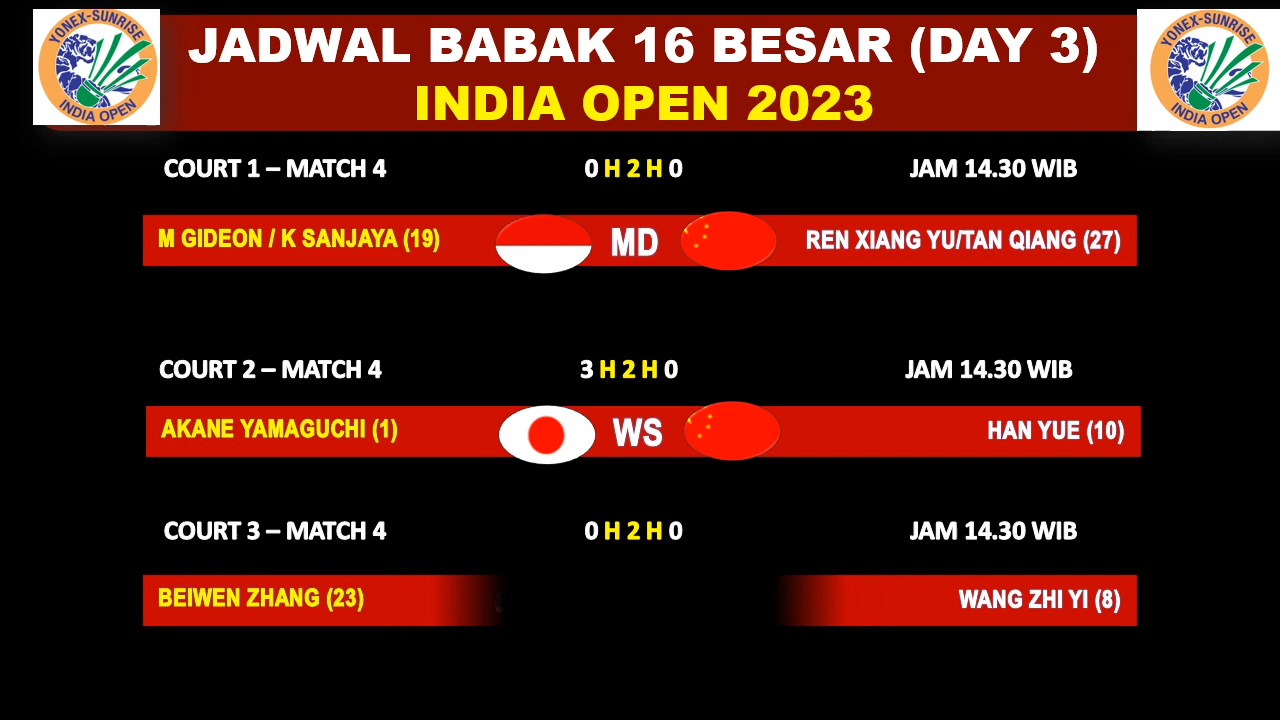 YONEX-SUNRISE
INDIA OPEN
JADWAL BABAK 16 BESAR (DAY 3)
INDIA OPEN 2023
YONEX-SUNRISE
INDIA OPEN
COURT 1 – MATCH 4 0 H 2 H 0 JAM 14.30 WIB
M GIDEON / K SANJAYA (19) MD REN XIANG YU/TAN QIANG (27)
COURT 2 – MATCH 4 3 H 2 H 0 JAM 14.30 WIB
AKANE YAMAGUCHI (1) WS HAN YUE (10)
COURT 3 – MATCH 4 0 H 2 H 0 JAM 14.30 WIB
BEIWEN ZHANG (23) WANG ZHI YI (8)